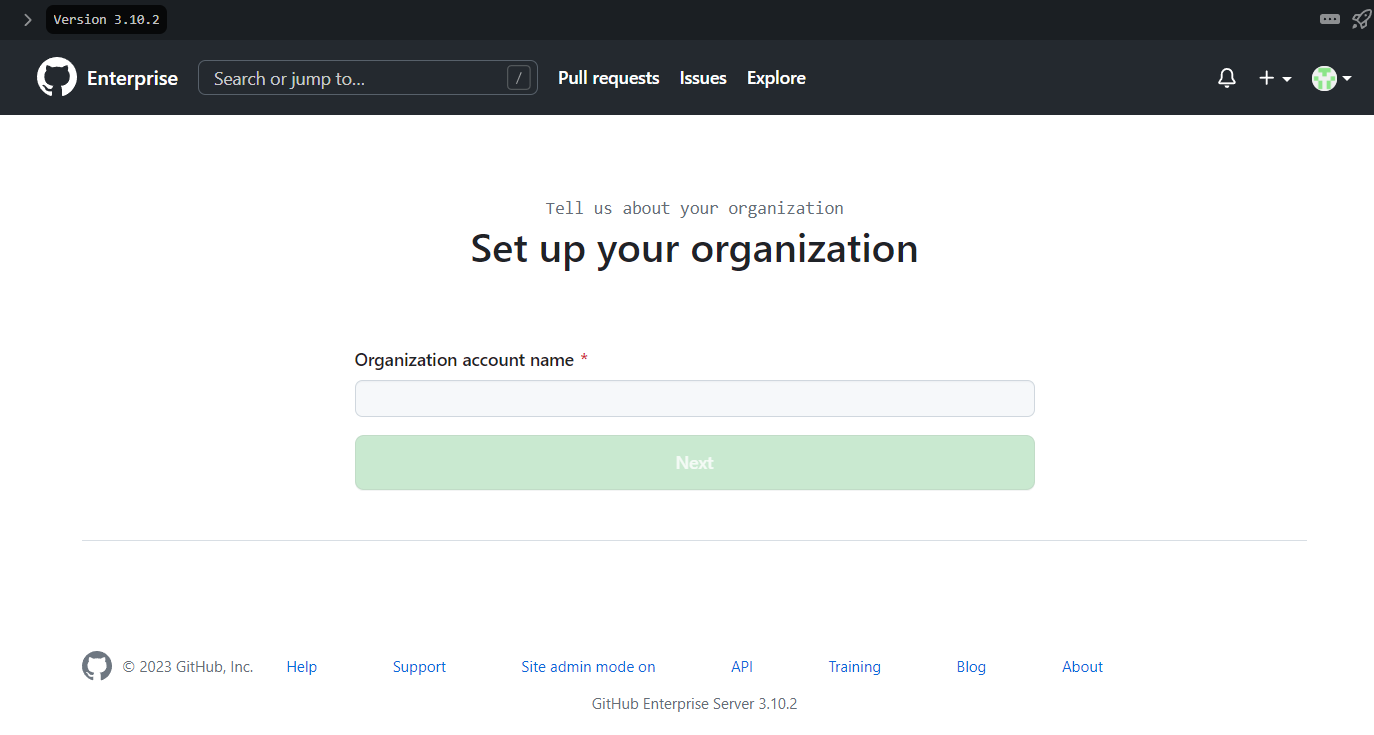 Version 3.10.2
Enterprise Search or jump to... / Pull requests Issues Explore
Tell us about your organization
Set up your organization
Organization account name *
Next
© 2023 GitHub, Inc. Help Support Site admin mode on API Training Blog About
GitHub Enterprise Server 3.10.2